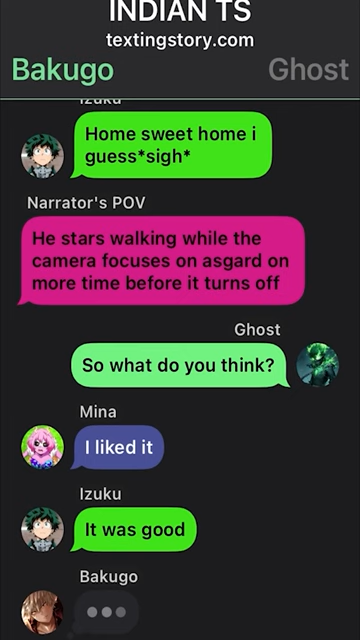 INDIAN TS
textingstory.com
Bakugo
Ghost
Izuku
Home sweet home i
guess*sigh*
Narrator's POV
He stars walking while the
camera focuses on asgard on
more time before it turns off
Ghost
So what do you think?
Mina
I liked it
Izuku
It was good
Bakugo